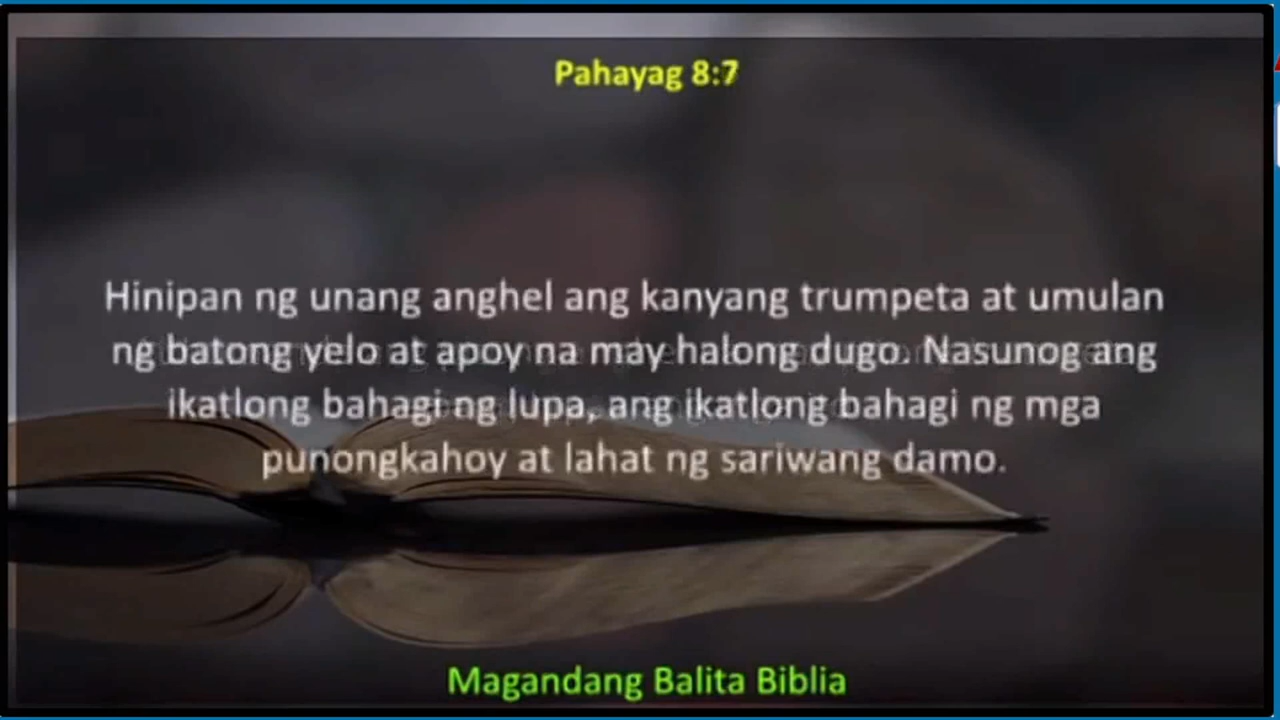 Pahayag 8:7
Hinipan ng unang anghel ang kanyang trumpeta at umulan
ng batong yelo at apoy na may halong dugo. Nasunog ang
ikatlong bahagi ng lupa, ang ikatlong bahagi ng mga
punongkahoy at lahat ng sariwang damo.
Magandang Balita Biblia